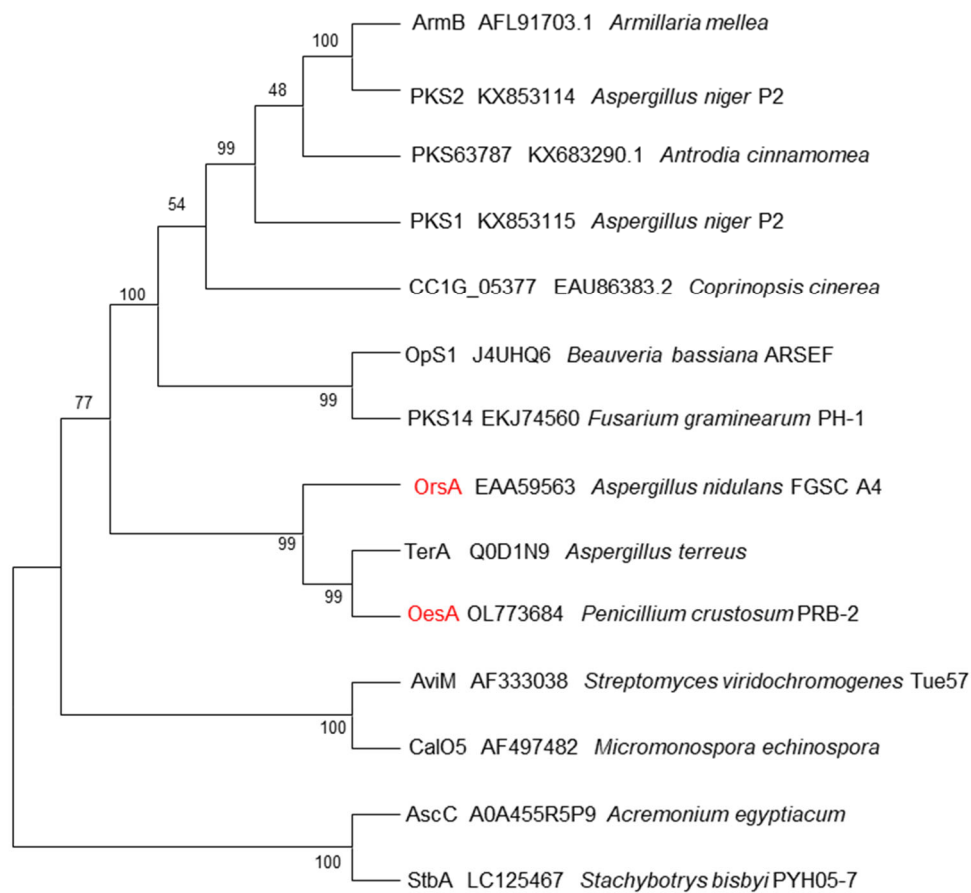 ArmB AFL91703.1 Armillaria mellea
100
PKS2 KX853114 Aspergillus niger P2
48
PKS63787 KX683290.1 Antrodia cinnamomea
99
PKS1 KX853115 Aspergillus niger P2
54
CC1G_05377 EAU86383.2 Coprinopsis cinerea
100
OpS1 J4UHQ6 Beauveria bassiana ARSEF
99
PKS14 EKJ74560 Fusarium graminearum PH-1
77
OrsA EAA59563 Aspergillus nidulans FGSC A4
99
TerA Q0D1N9 Aspergillus terreus
99
OesA OL773684 Penicillium crustosum PRB-2
AviM AF333038 Streptomyces viridochromogenes Tue57
100
CalO5 AF497482 Micromonospora echinospora
AscC A0A455R5P9 Acremonium egyptiacum
100
StbA LC125467 Stachybotrys bisbyi PYH05-7